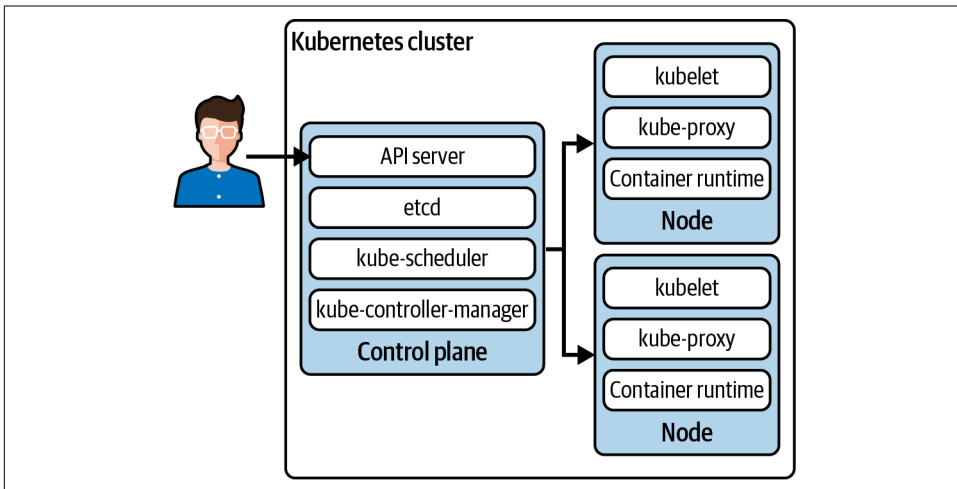 Kubernetes cluster
API server
etcd
kube-scheduler
kube-controller-manager
Control plane
kubelet
kube-proxy
Container runtime
Node
kubelet
kube-proxy
Container runtime
Node